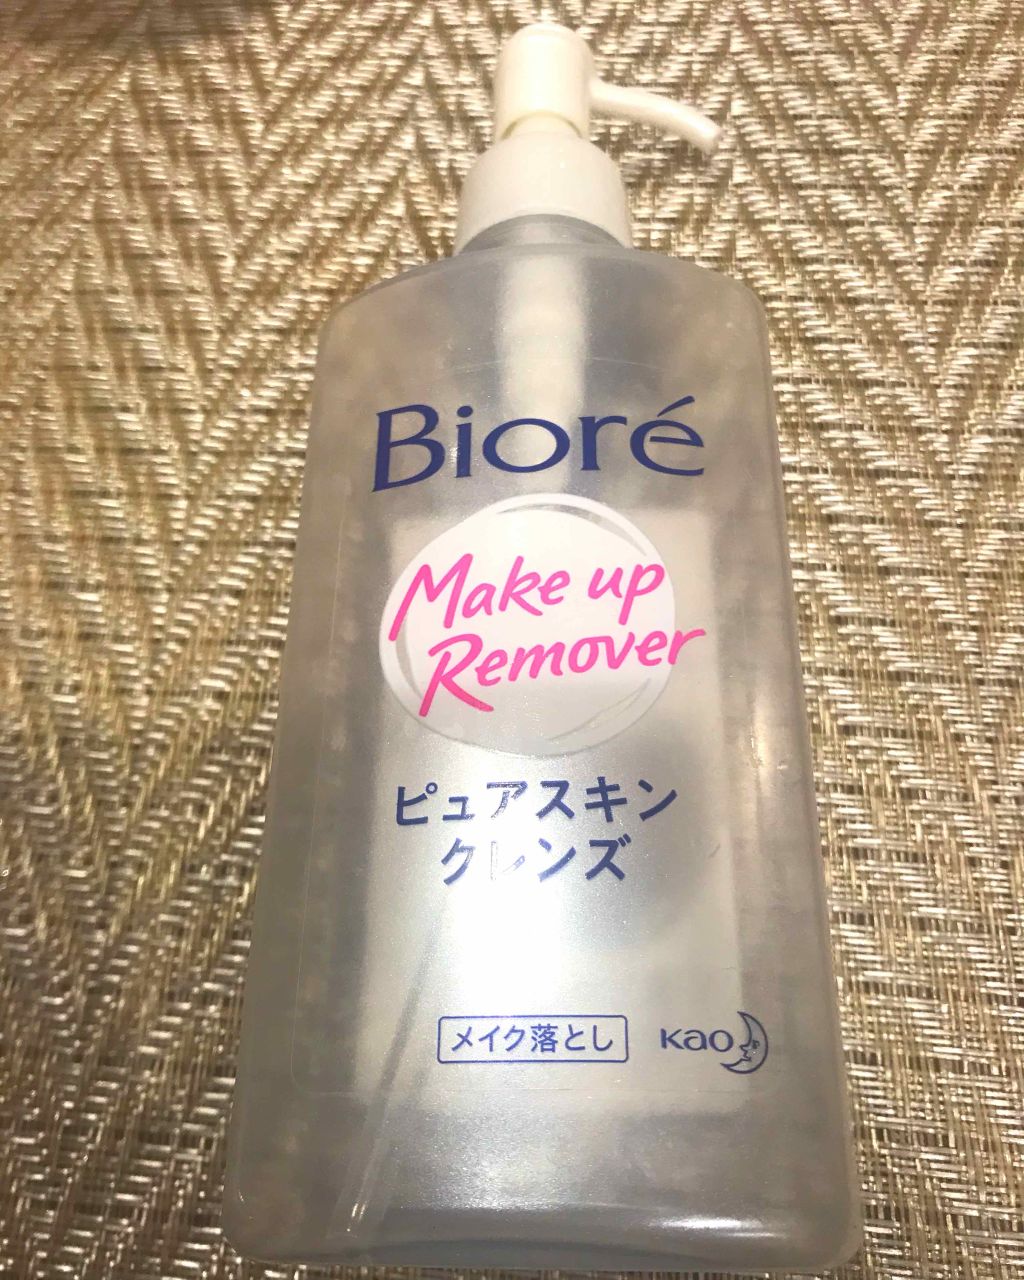 Bioré
Make up
Remover
ピュアスキン
クレンズ
メイク落とし
Kao